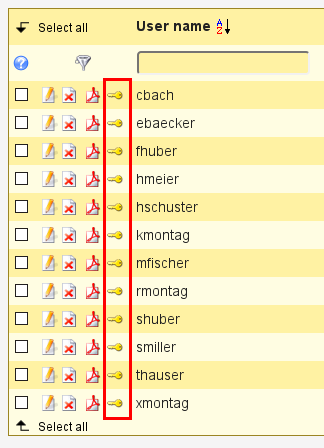 Select all User name
cbach
ebaecker
fhuber
hmeier
hschuster
kmontag
mfischer
rmontag
shuber
smiller
thauser
xmontag
Select all